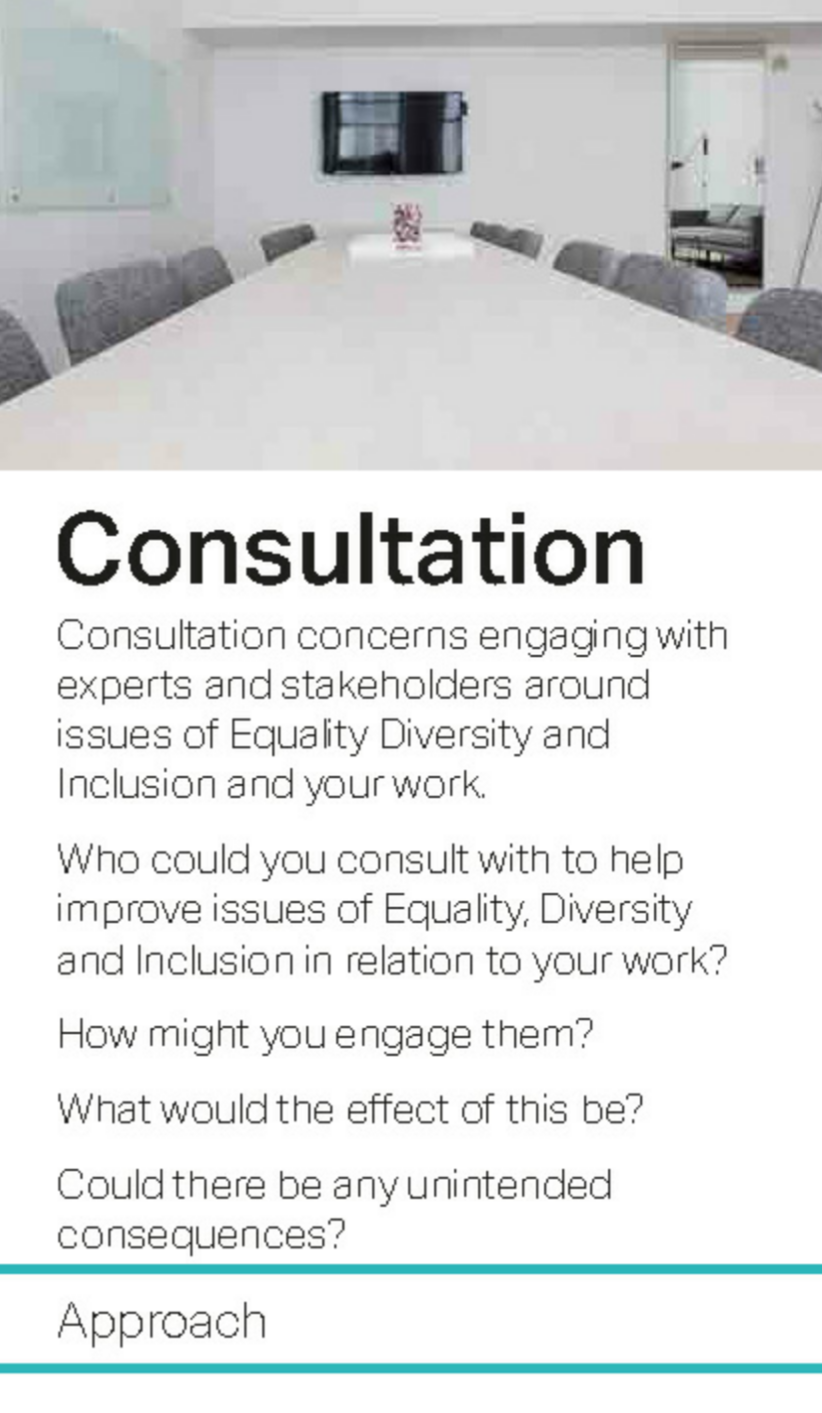 Consultation
Consultation concerns engaging with
experts and stakeholders around
issues of Equality Diversity and
Inclusion and your work.
Who could you consult with to help
improve issues of Equality, Diversity
and Inclusion in relation to your work?
How might you engage them?
What would the effect of this be?
Could there be any unintended
consequences?
Approach